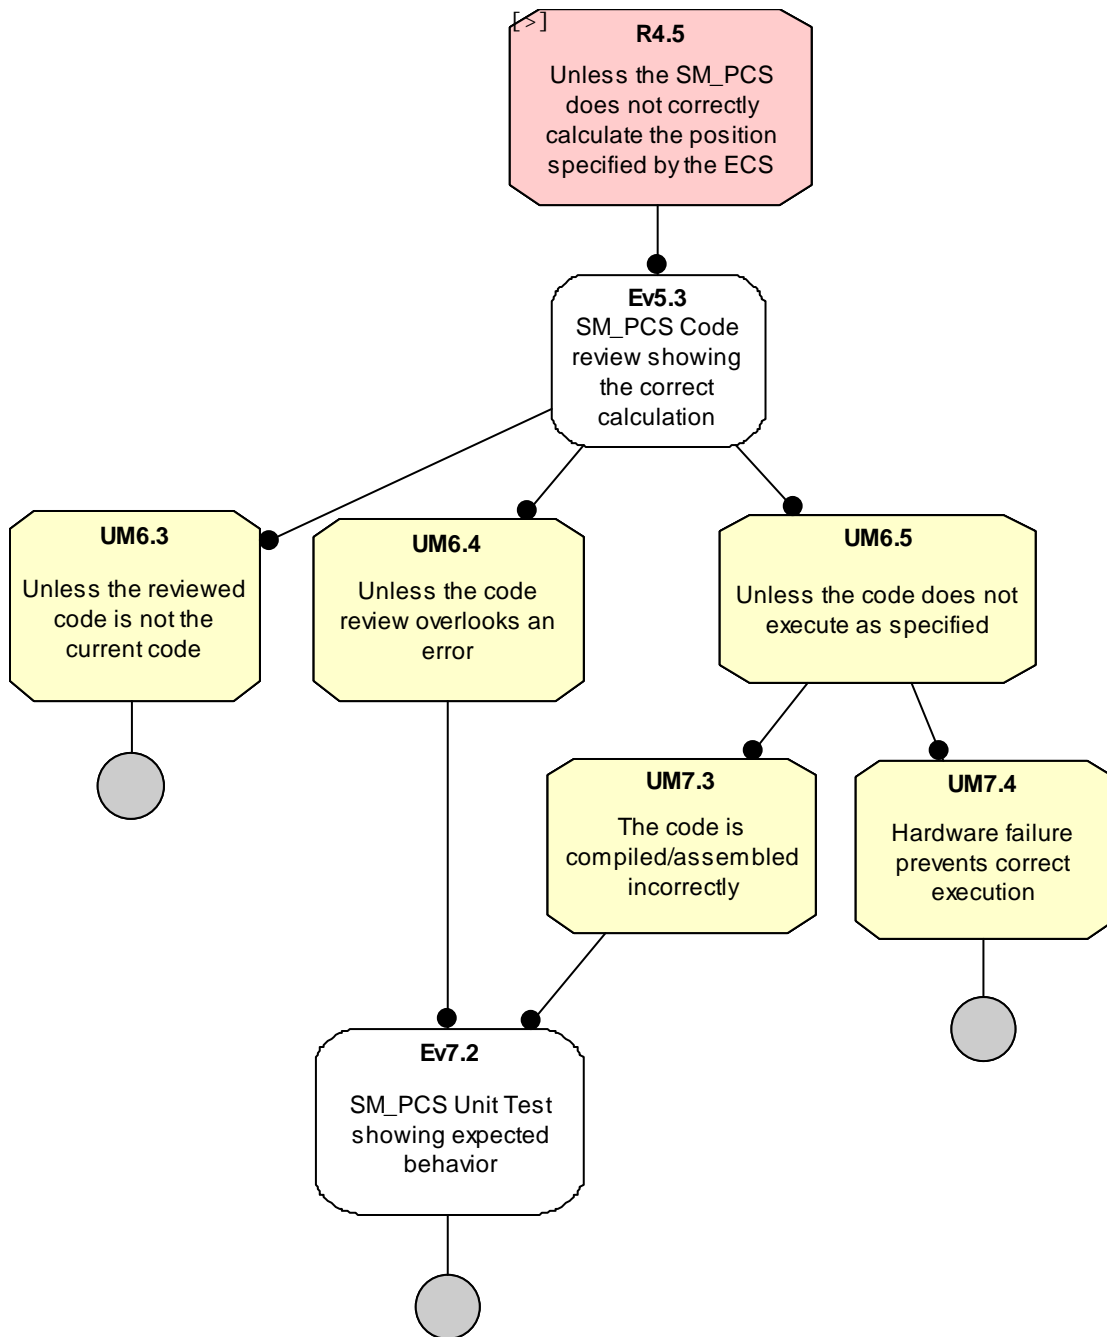 [>]
R4.5
Unless the SM_PCS
does not correctly
calculate the position
specified by the ECS
Ev5.3
SM_PCS Code
review showing
the correct
calculation
UM6.3
Unless the reviewed
code is not the
current code
UM6.4
Unless the code
review overlooks an
error
UM6.5
Unless the code does not
execute as specified
UM7.3
The code is
compiled/assembled
incorrectly
UM7.4
Hardware failure
prevents correct
execution
Ev7.2
SM_PCS Unit Test
showing expected
behavior